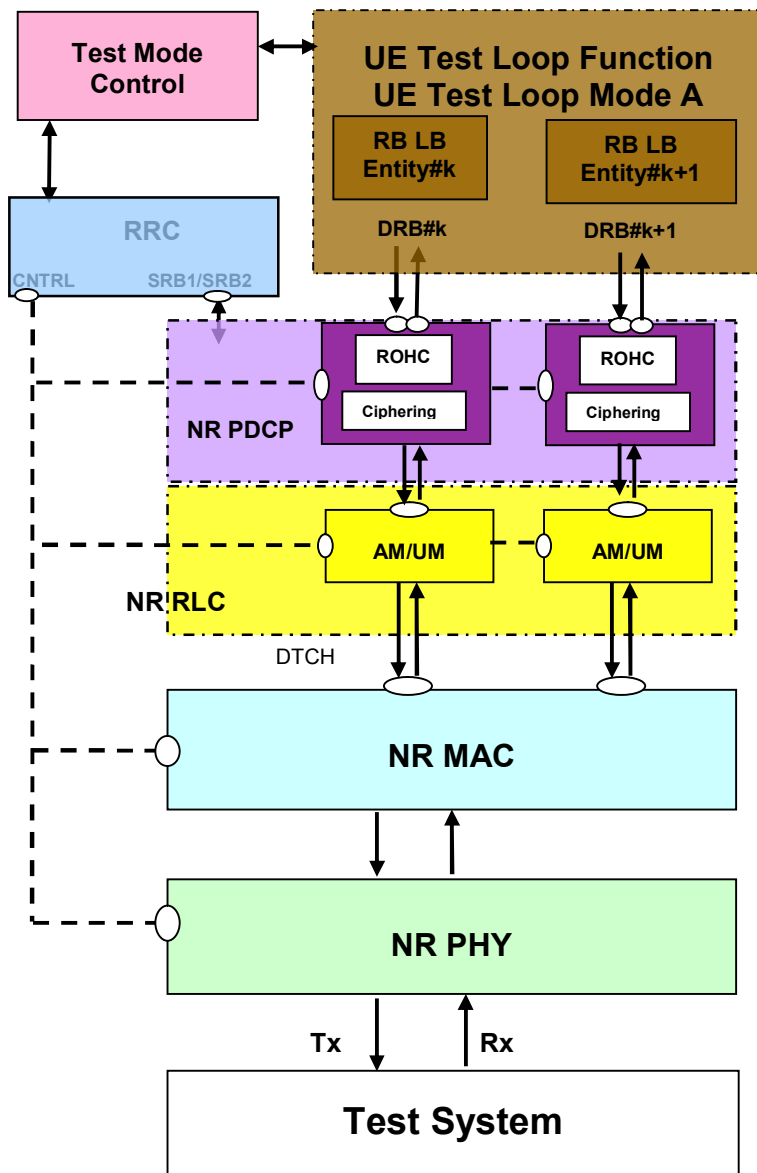 Test Mode
Control
UE Test Loop Function
UE Test Loop Mode A
RB LB
Entity#k
RB LB
Entity#k+1
DRB#k
DRB#k+1
RRC
CNTRL
SRB1/SRB2
ROHC
Ciphering
ROHC
Ciphering
NR PDCP
AM/UM
AM/UM
NR RLC
DTCH
NR MAC
NR PHY
Tx
Rx
Test System